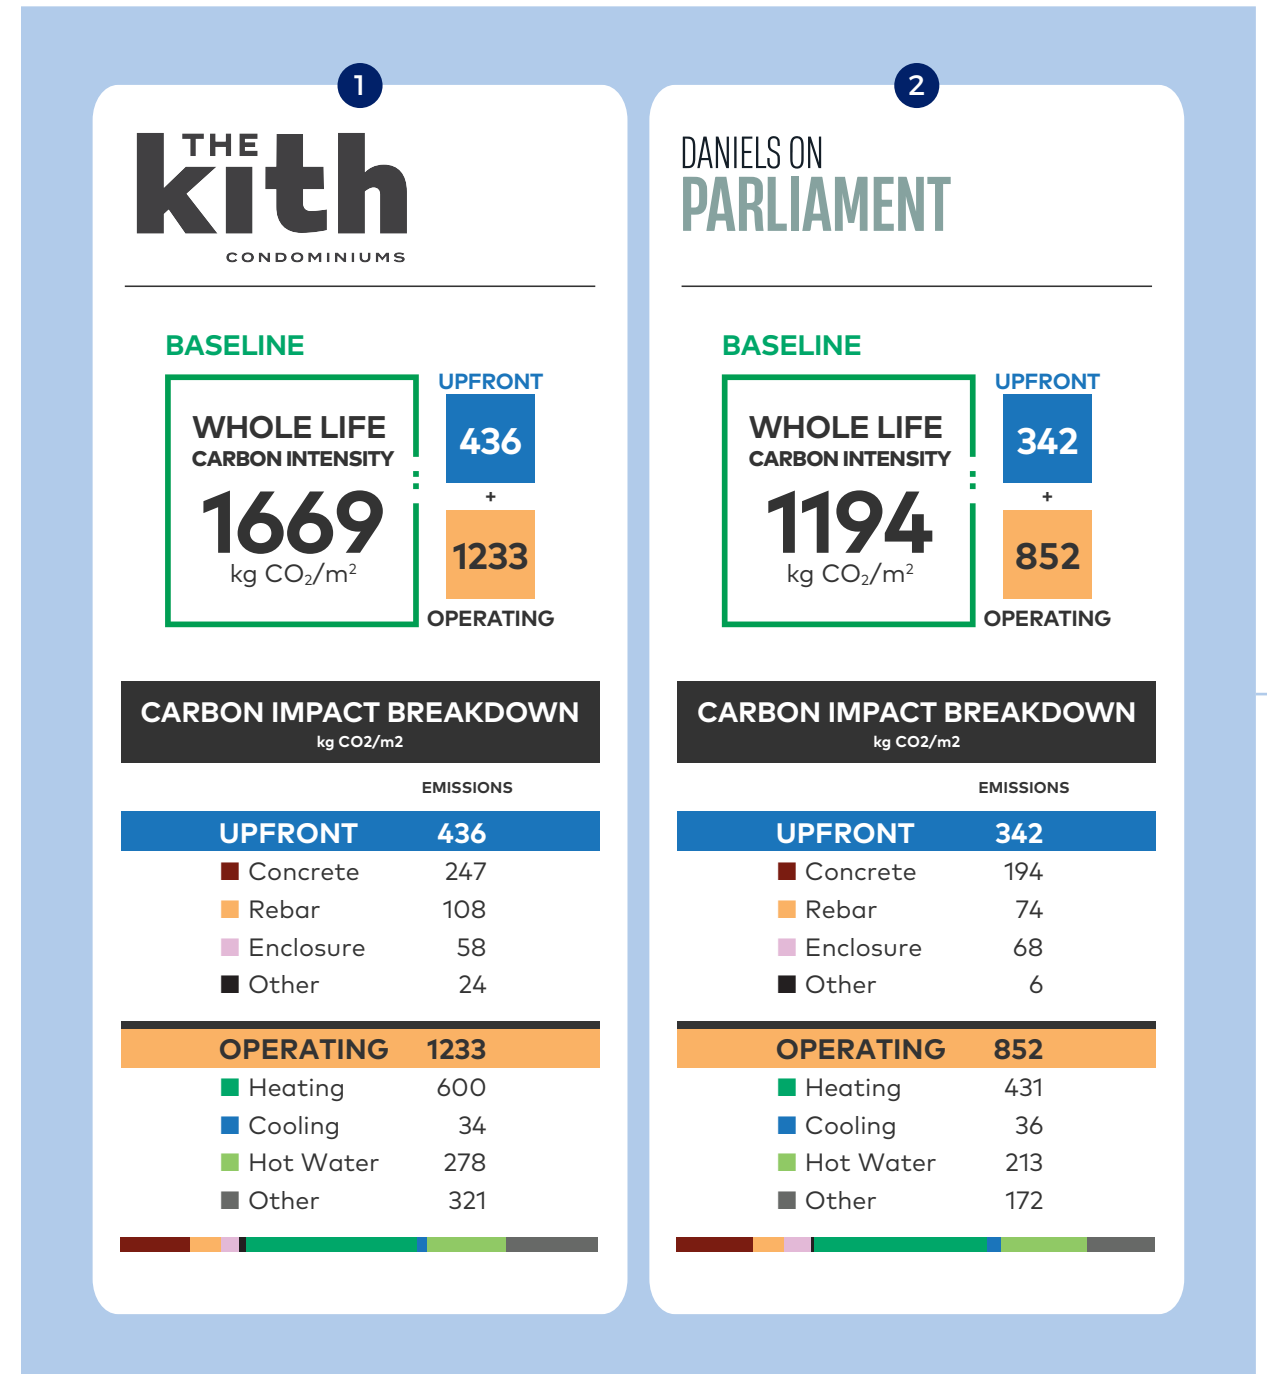 1
THE
kith
CONDOMINIUMS
BASELINE
WHOLE LIFE
CARBON INTENSITY
1669
kg CO₂/m²
UPFRONT
436
+
1233
OPERATING
CARBON IMPACT BREAKDOWN
kg CO2/m2
EMISSIONS
UPFRONT 436
Concrete 247
Rebar 108
Enclosure 58
Other 24
OPERATING 1233
Heating 600
Cooling 34
Hot Water 278
Other 321
2
DANIELS ON
PARLIAMENT
BASELINE
WHOLE LIFE
CARBON INTENSITY
1194
kg CO₂/m²
UPFRONT
342
+
852
OPERATING
CARBON IMPACT BREAKDOWN
kg CO2/m2
EMISSIONS
UPFRONT 342
Concrete 194
Rebar 74
Enclosure 68
Other 6
OPERATING 852
Heating 431
Cooling 36
Hot Water 213
Other 172